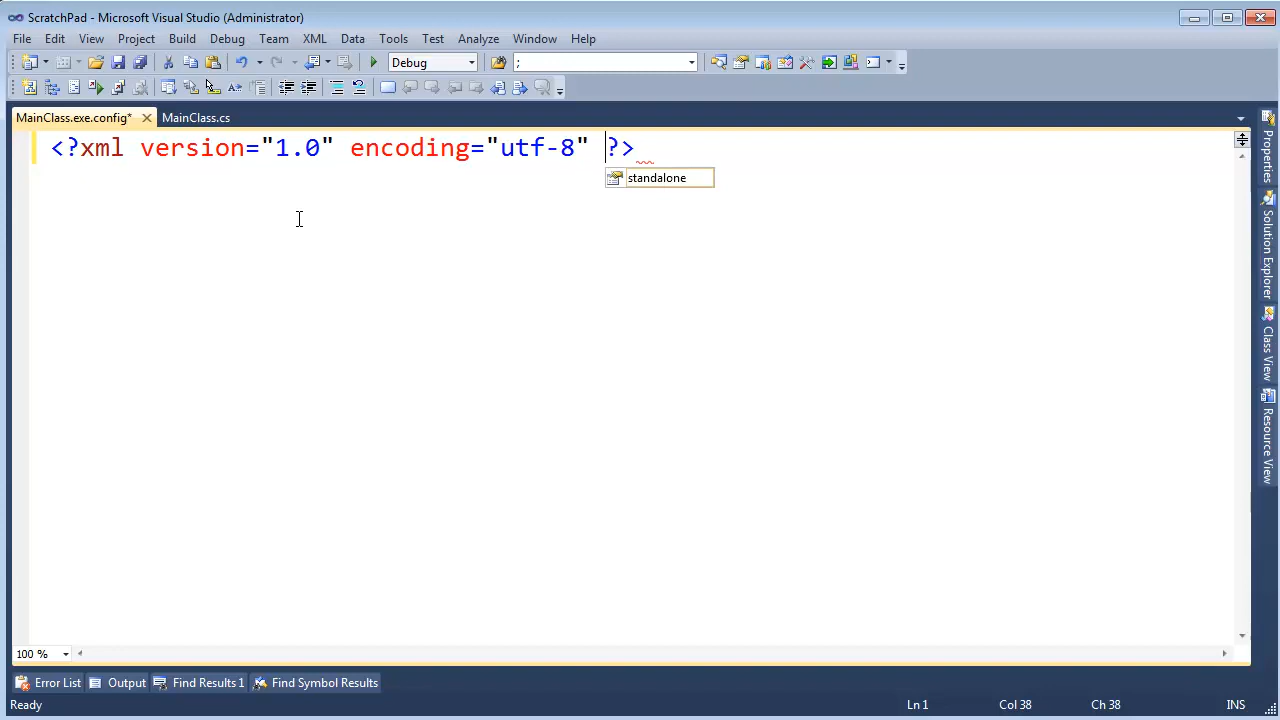 ScratchPad - Microsoft Visual Studio (Administrator)
File Edit View Project Build Debug Team XML Data Tools Test Analyze Window Help
Debug ;
MainClass.exe.config* MainClass.cs
<?xml version="1.0" encoding="utf-8" ?>
standalone
Properties
Solution Explorer
Class View
Resource View
100 %
Error List Output Find Results 1 Find Symbol Results
Ready Ln 1 Col 38 Ch 38 INS